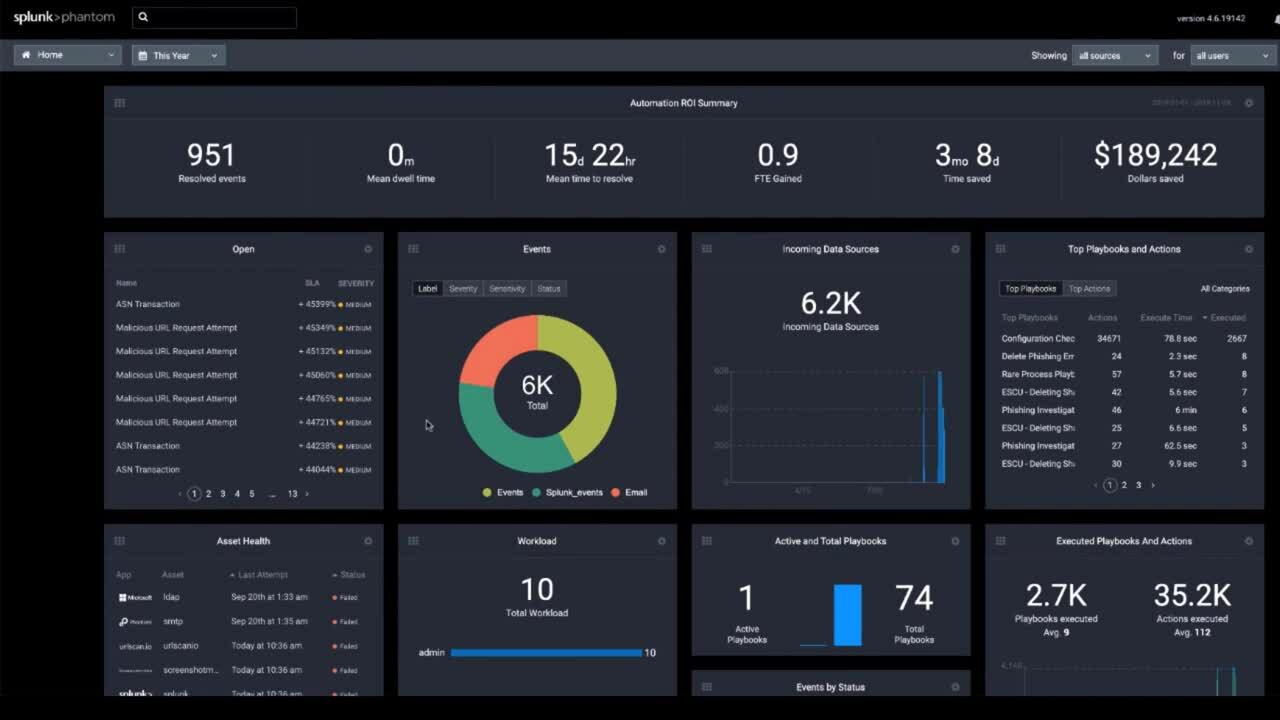 splunk>phantom
version 4.6.19142
Home
This Year
Showing
all sources
for
all users
Automation ROI Summary
951
Resolved events
0m
Mean dwell time
15d 22hr
Mean time to resolve
0.9
FTE Gained
3mo 8d
Time saved
$189,242
Dollars saved
Open
Name SLA SEVERITY
ASN Transaction + 45399% MEDIUM
Malicious URL Request Attempt + 45349% MEDIUM
Malicious URL Request Attempt + 45132% MEDIUM
Malicious URL Request Attempt + 45060% MEDIUM
Malicious URL Request Attempt + 44765% MEDIUM
Malicious URL Request Attempt + 44721% MEDIUM
ASN Transaction + 44238% MEDIUM
ASN Transaction + 44044% MEDIUM
‹ 1 2 3 4 5 ... 13 ›
Events
Label Severity Sensitivity Status
6K
Total
Events Splunk_events Email
Incoming Data Sources
6.2K
Incoming Data Sources
600
400
200
0
Top Playbooks and Actions
Top Playbooks Top Actions All Categories
Top Playbooks Actions Execute Time Executed
Configuration Chec 34671 78.8 sec 2667
Delete Phishing Em 24 2.3 sec 8
Rare Process Playb 57 5.7 sec 8
ESCU - Deleting Sh 42 5.6 sec 7
Phishing Investigat 46 6 min 6
ESCU - Deleting Sh 25 6.6 sec 5
Phishing Investigat 27 62.5 sec 3
ESCU - Deleting Sh 30 9.9 sec 3
‹ 1 2 3 ›
Asset Health
App Asset Last Attempt Status
Microsoft ldap Sep 20th at 1:33 am Failed
Phantom smtp Sep 20th at 1:35 am Failed
urlscan.io urlscanio Today at 10:36 am Failed
screenshotm... Today at 10:36 am Failed
splunk> splunk Today at 10:36 am Failed
Workload
10
Total Workload
admin 10
Active and Total Playbooks
1
Active
Playbooks
74
Total
Playbooks
Events by Status
Executed Playbooks And Actions
2.7K
Playbooks executed
Avg. 9
35.2K
Actions executed
Avg. 112